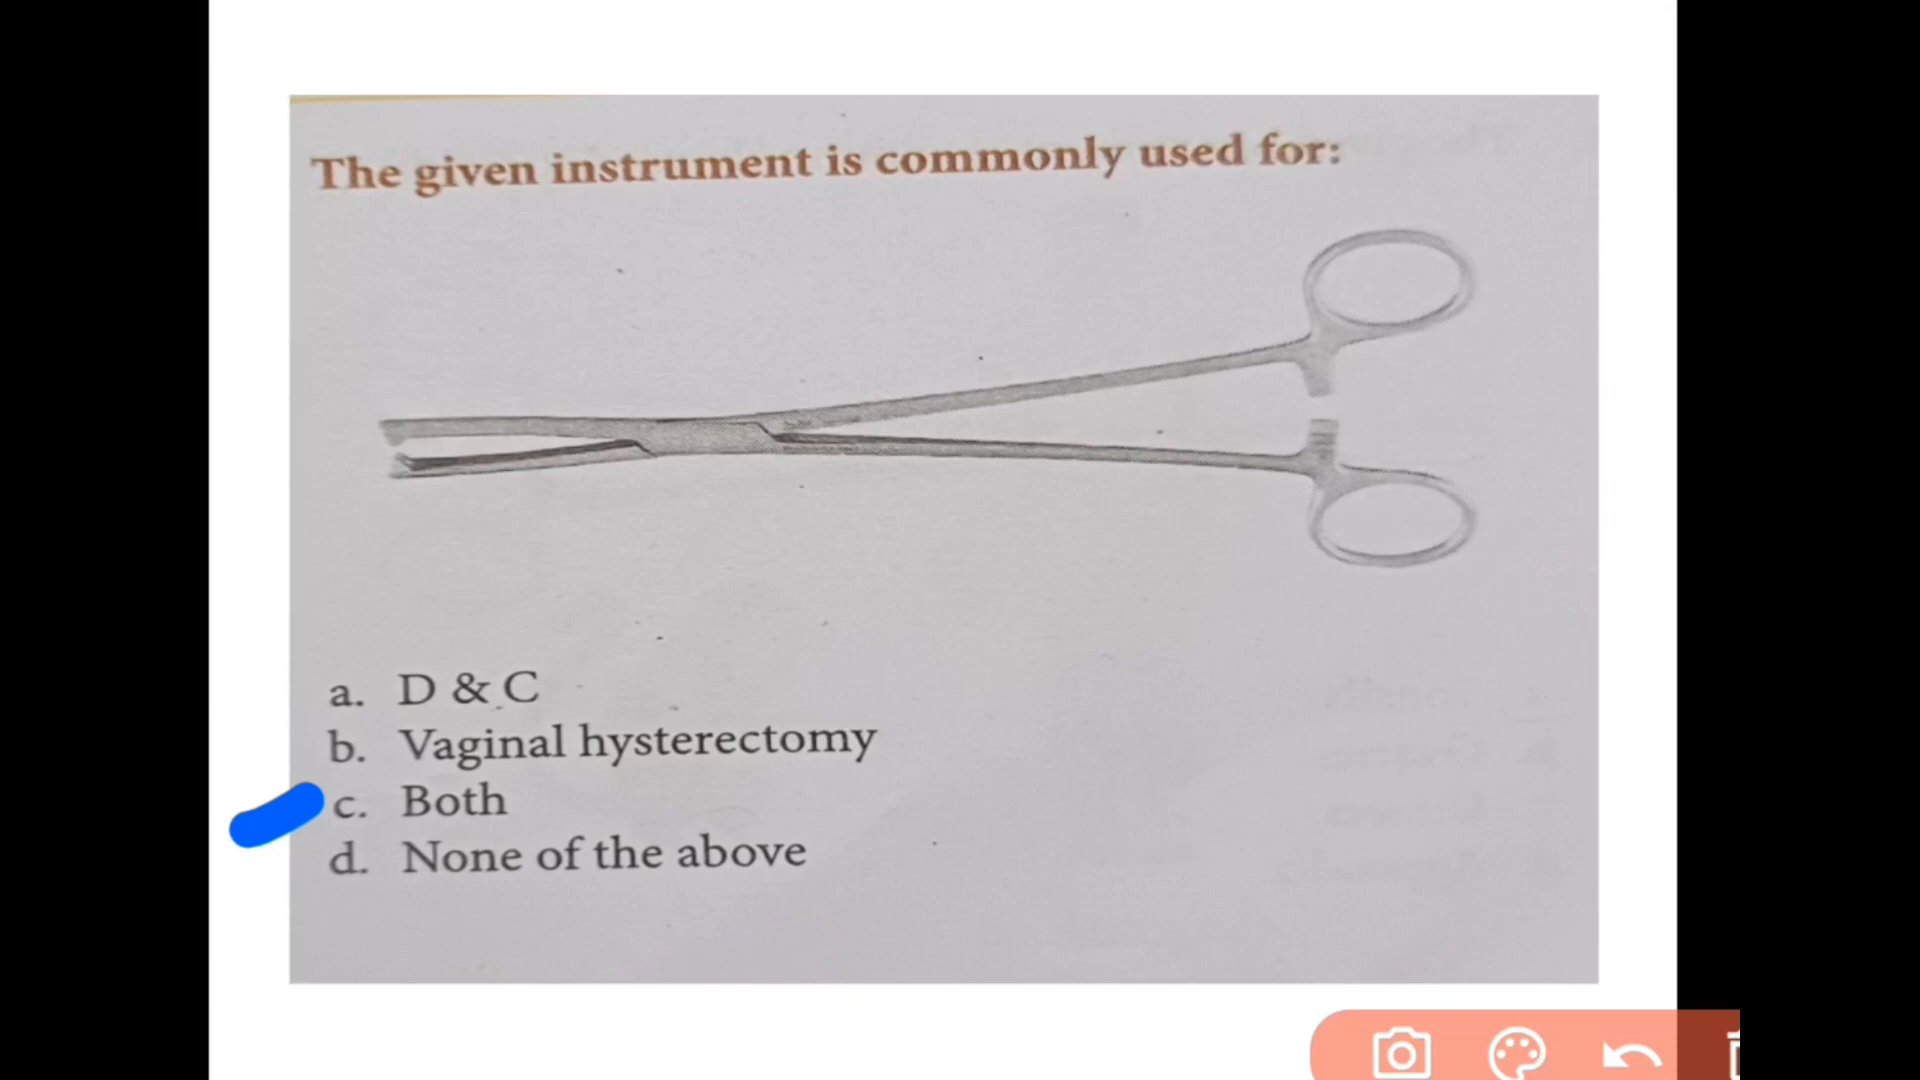 The given instrument is commonly used for:
a. D & C
b. Vaginal hysterectomy
c. Both
d. None of the above